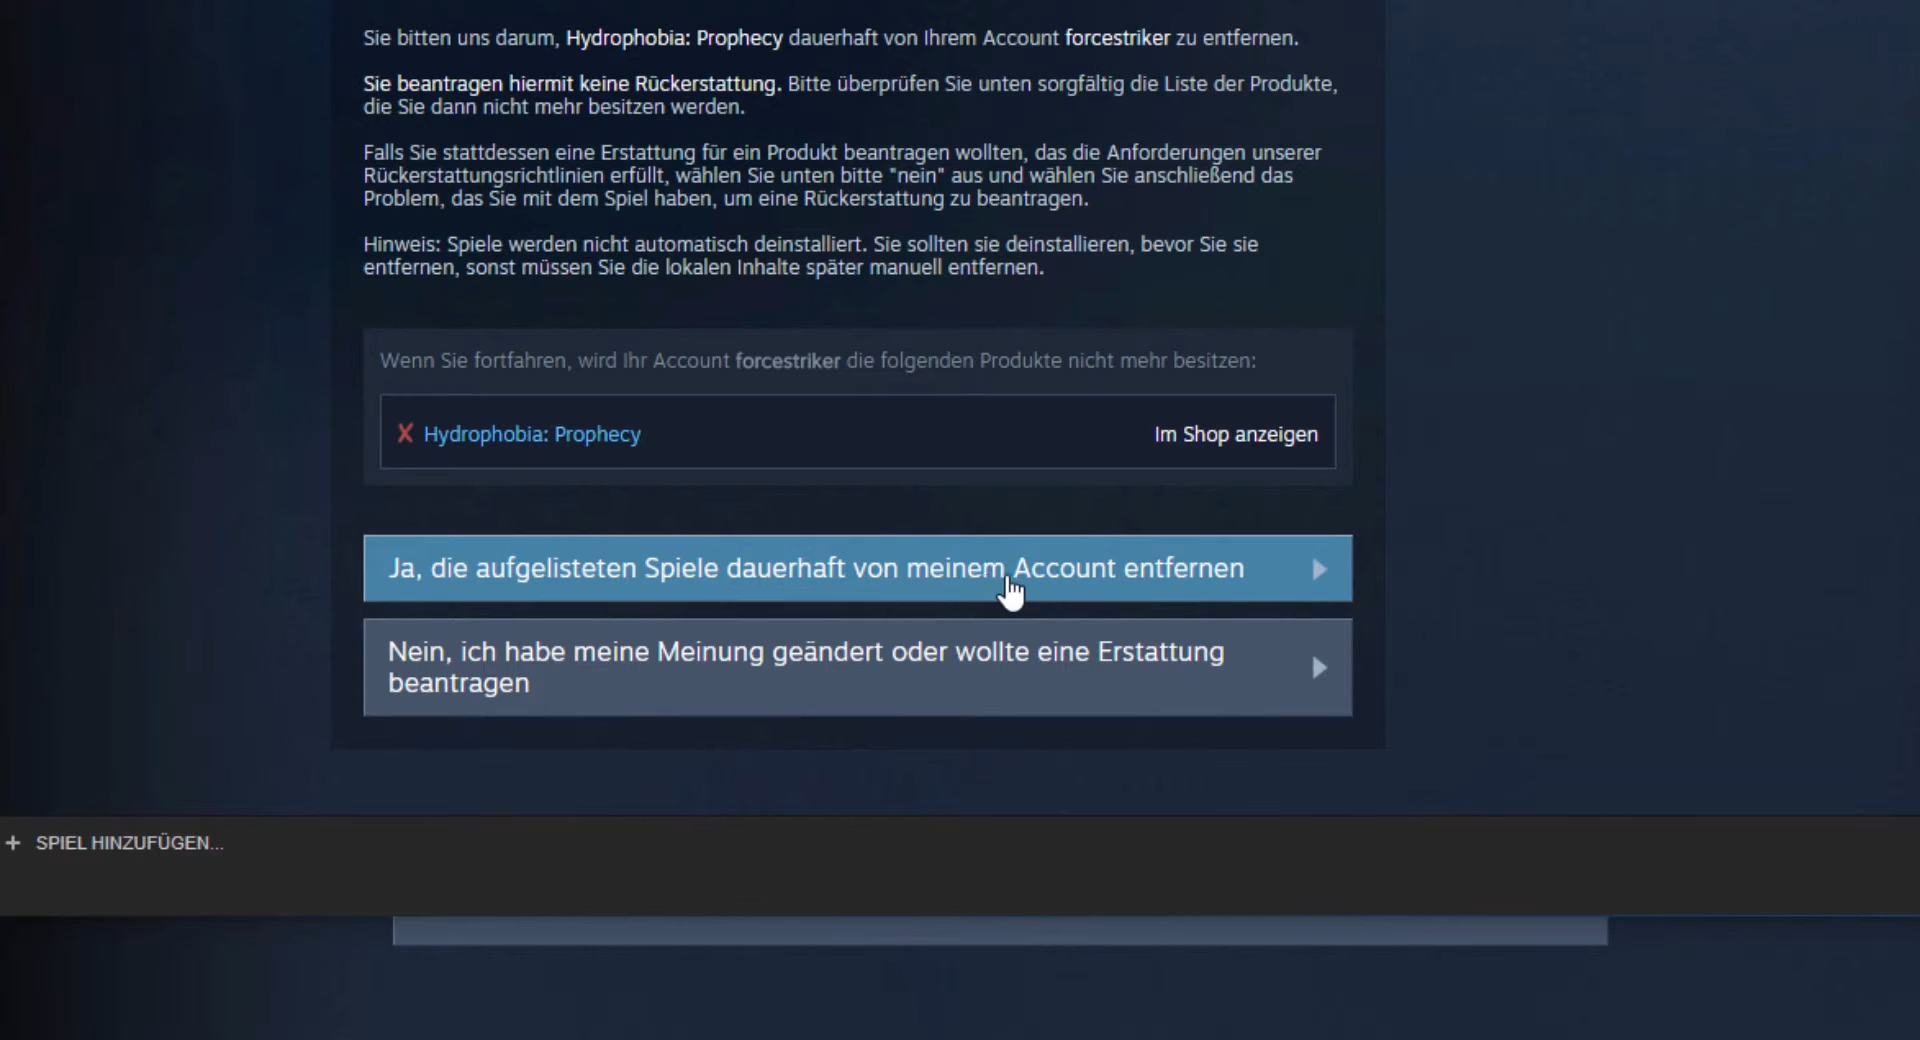 Sie bitten uns darum, Hydrophobia: Prophecy dauerhaft von Ihrem Account forcestriker zu entfernen.
Sie beantragen hiermit keine Rückerstattung. Bitte überprüfen Sie unten sorgfältig die Liste der Produkte,
die Sie dann nicht mehr besitzen werden.
Falls Sie stattdessen eine Erstattung für ein Produkt beantragen wollten, das die Anforderungen unserer
Rückerstattungsrichtlinien erfüllt, wählen Sie unten bitte "nein" aus und wählen Sie anschließend das
Problem, das Sie mit dem Spiel haben, um eine Rückerstattung zu beantragen.
Hinweis: Spiele werden nicht automatisch deinstalliert. Sie sollten sie deinstallieren, bevor Sie sie
entfernen, sonst müssen Sie die lokalen Inhalte später manuell entfernen.
Wenn Sie fortfahren, wird Ihr Account forcestriker die folgenden Produkte nicht mehr besitzen:
X Hydrophobia: Prophecy Im Shop anzeigen
Ja, die aufgelisteten Spiele dauerhaft von meinem Account entfernen
Nein, ich habe meine Meinung geändert oder wollte eine Erstattung
beantragen
+ SPIEL HINZUFÜGEN...